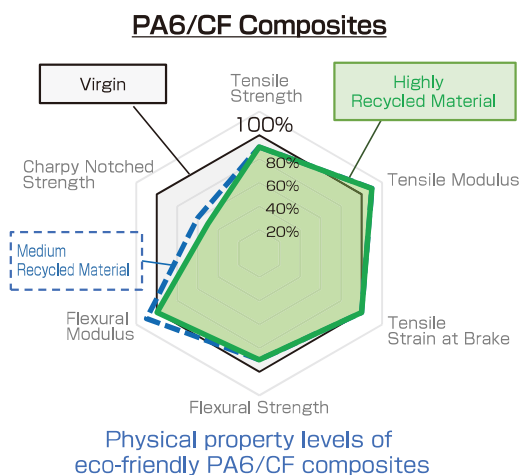 PA6/CF Composites
Virgin
Tensile
Strength
Highly
Recycled Material
100%
80%
60%
40%
20%
Charpy Notched
Strength
Tensile Modulus
Medium
Recycled Material
Flexural
Modulus
Tensile
Strain at Brake
Flexural Strength
Physical property levels of
eco-friendly PA6/CF composites